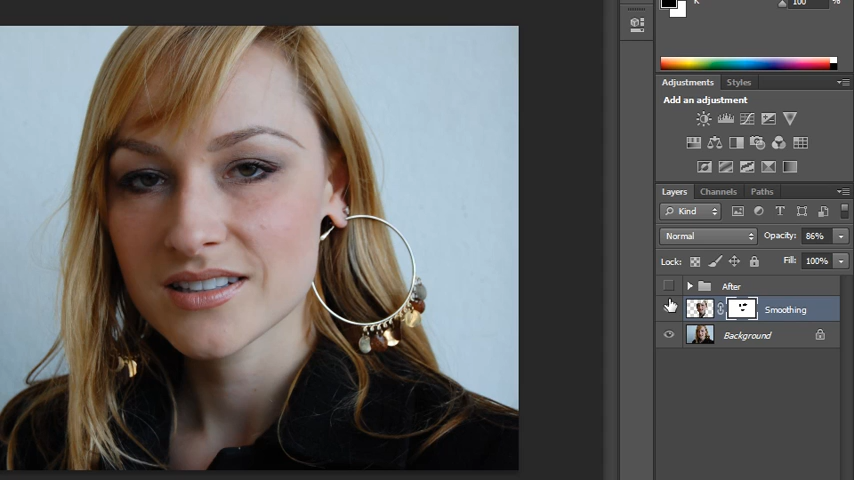 K
100
Adjustments Styles
Add an adjustment
Layers Channels Paths
Kind
Normal Opacity: 86%
Lock: Fill: 100%
After
Smoothing
Background